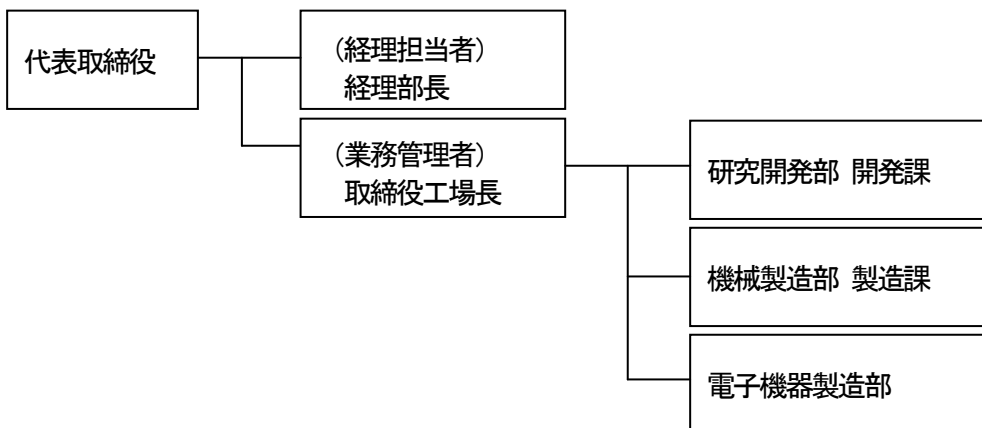 代表取締役
（経理担当者）
経理部長
（業務管理者）
取締役工場長
研究開発部 開発課
機械製造部 製造課
電子機器製造部